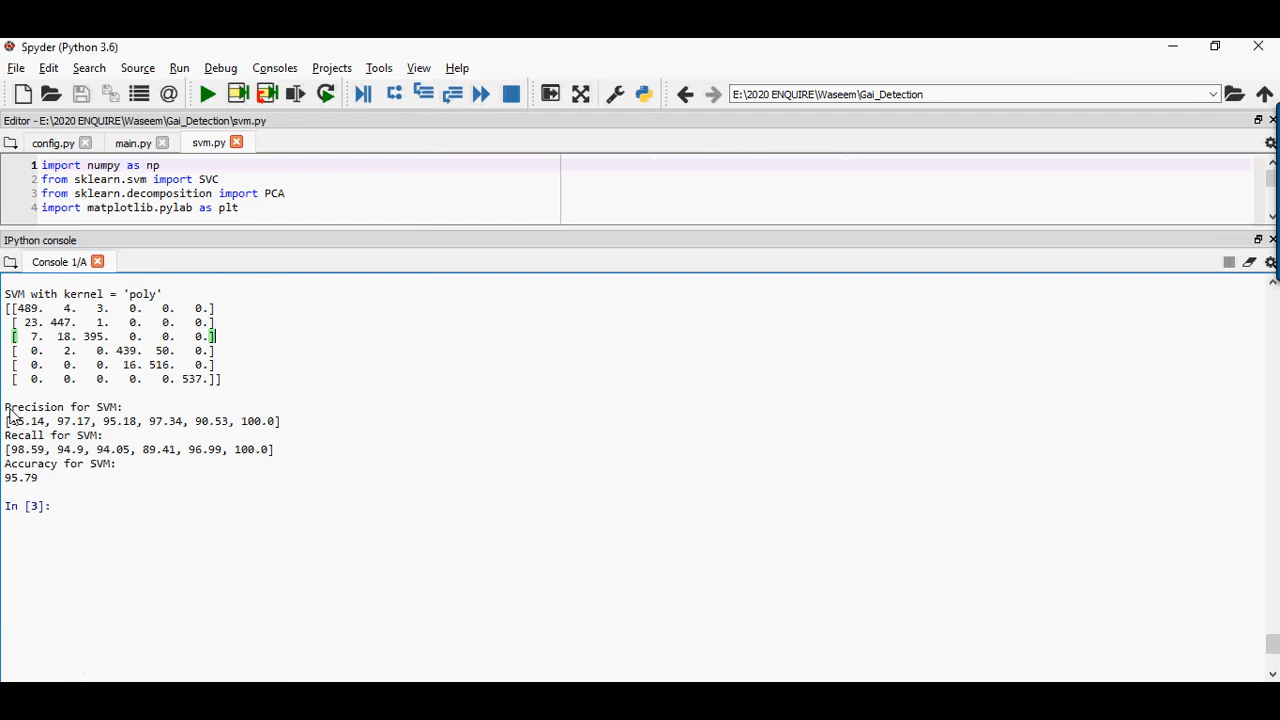 Spyder (Python 3.6)
File Edit Search Source Run Debug Consoles Projects Tools View Help
E:\2020 ENQUIRE\Waseem\Gai_Detection
Editor - E:\2020 ENQUIRE\Waseem\Gai_Detection\svm.py
config.py main.py svm.py
1 import numpy as np
2 from sklearn.svm import SVC
3 from sklearn.decomposition import PCA
4 import matplotlib.pylab as plt
IPython console
Console 1/A
SVM with kernel = 'poly'
[[489. 4. 3. 0. 0. 0.]
[ 23. 447. 1. 0. 0. 0.]
[ 7. 18. 395. 0. 0. 0.]
[ 0. 2. 0. 439. 50. 0.]
[ 0. 0. 0. 16. 516. 0.]
[ 0. 0. 0. 0. 0. 537.]]
Precision for SVM:
5.14, 97.17, 95.18, 97.34, 90.53, 100.0]
Recall for SVM:
[98.59, 94.9, 94.05, 89.41, 96.99, 100.0]
Accuracy for SVM:
95.79
In [3]: